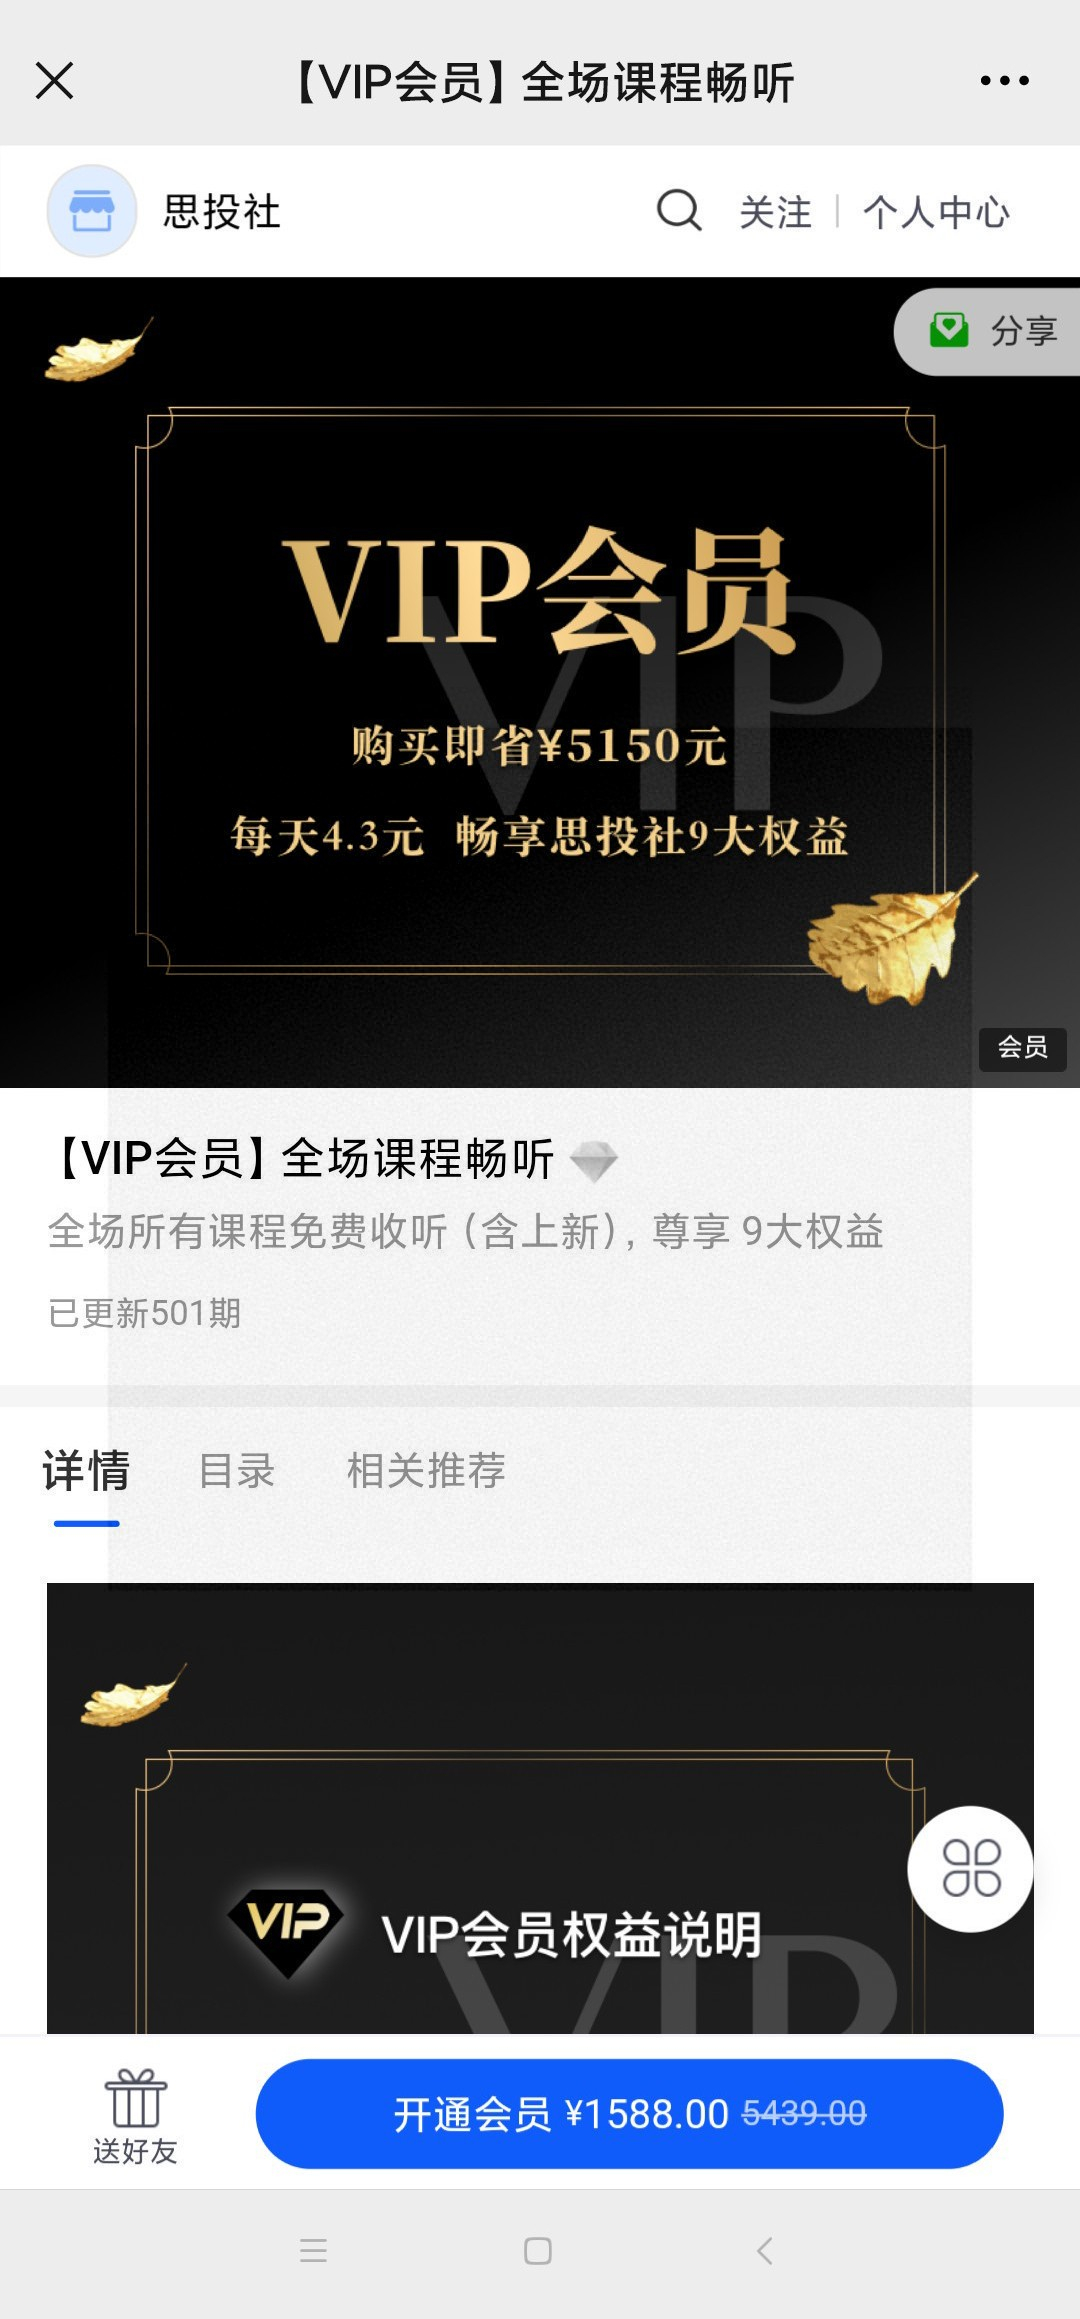 【VIP会员】全场课程畅听
思投社
关注
个人中心
分享
VIP会员
VIP
购买即省¥5150元
每天4.3元 畅享思投社9大权益
会员
【VIP会员】全场课程畅听
全场所有课程免费收听（含上新），尊享 9大权益
已更新501期
详情 目录 相关推荐
VIP
VIP会员权益说明
VIP
送好友
开通会员 ¥1588.00 5439.00